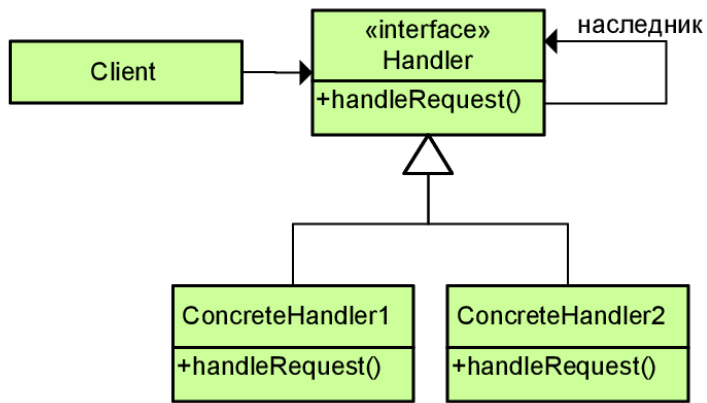 Client
«interface»
Handler
+handleRequest()
наследник
ConcreteHandler1
+handleRequest()
ConcreteHandler2
+handleRequest()